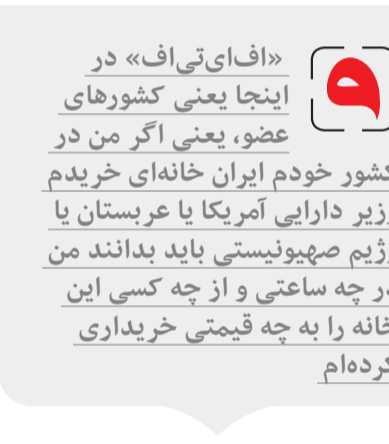 «اف‌ای‌تی‌اف» در
اینجا یعنی کشورهای
عضو، یعنی اگر من در
کشور خودم ایران خانه‌ای خریدم
وزیر دارایی آمریکا یا عربستان یا
رژیم صهیونیستی باید بدانند من
در چه ساعتی و از چه کسی این
خانه را به چه قیمتی خریداری
کرده‌ام